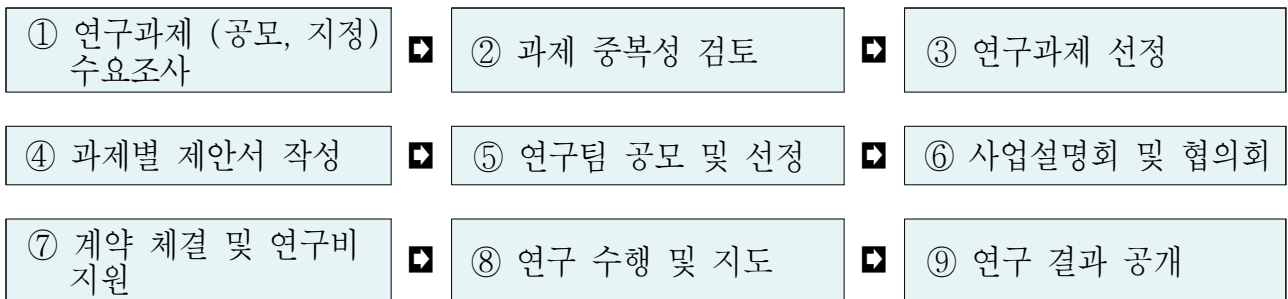 ① 연구과제 (공모, 지정)
수요조사
② 과제 중복성 검토
③ 연구과제 선정
④ 과제별 제안서 작성
⑤ 연구팀 공모 및 선정
⑥ 사업설명회 및 협의회
⑦ 계약 체결 및 연구비
지원
⑧ 연구 수행 및 지도
⑨ 연구 결과 공개